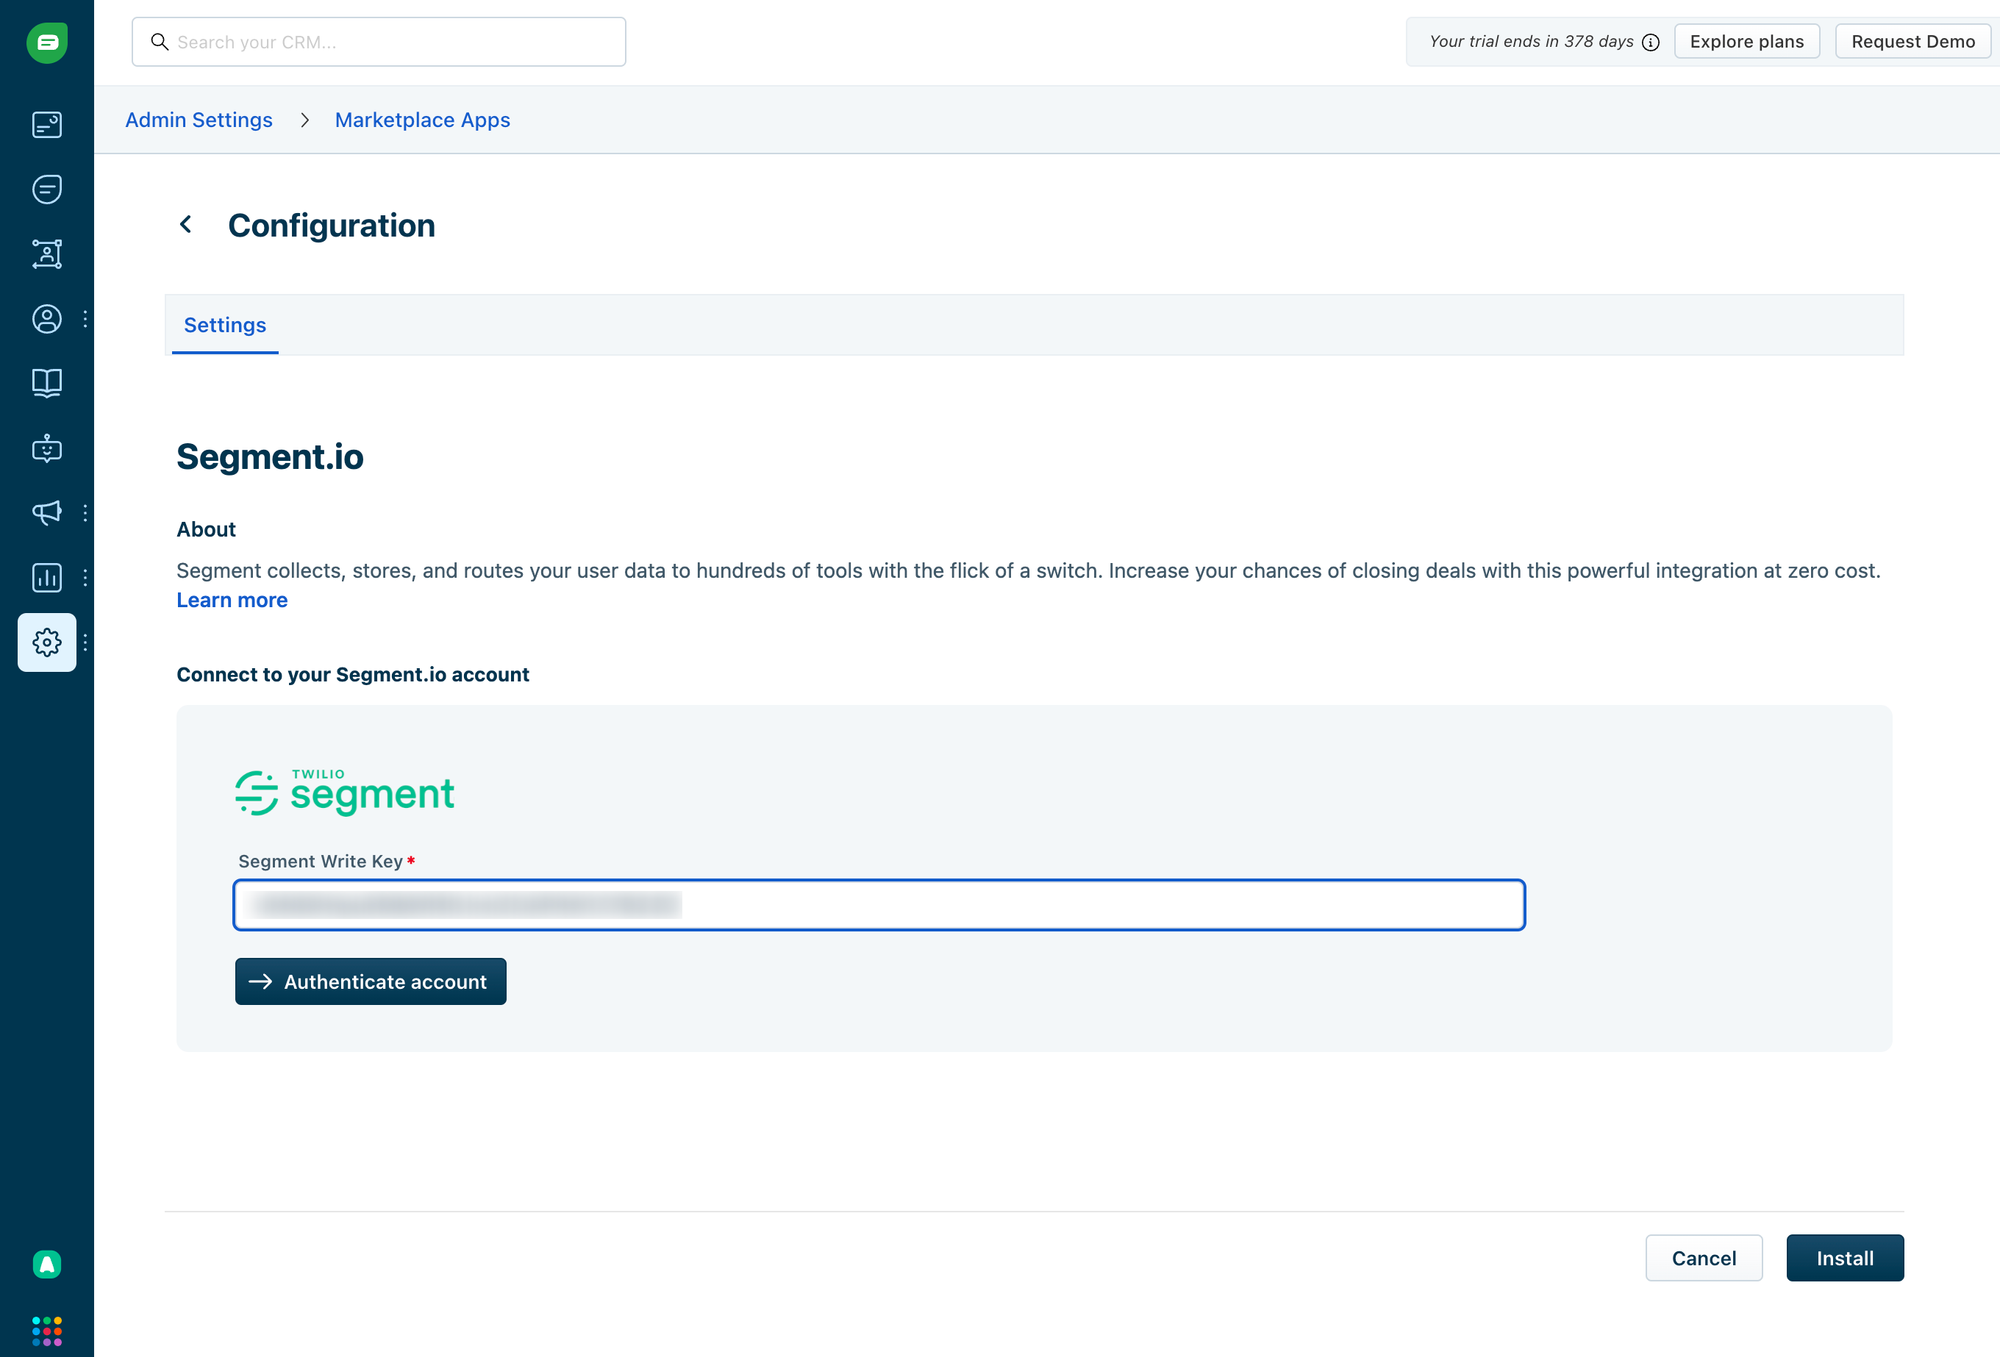 Search your CRM...
Your trial ends in 378 days
Explore plans
Request Demo
Admin Settings
Marketplace Apps
Configuration
Settings
Segment.io
About
Segment collects, stores, and routes your user data to hundreds of tools with the flick of a switch. Increase your chances of closing deals with this powerful integration at zero cost.
Learn more
Connect to your Segment.io account
TWILIO
segment
Segment Write Key*
Authenticate account
Cancel
Install